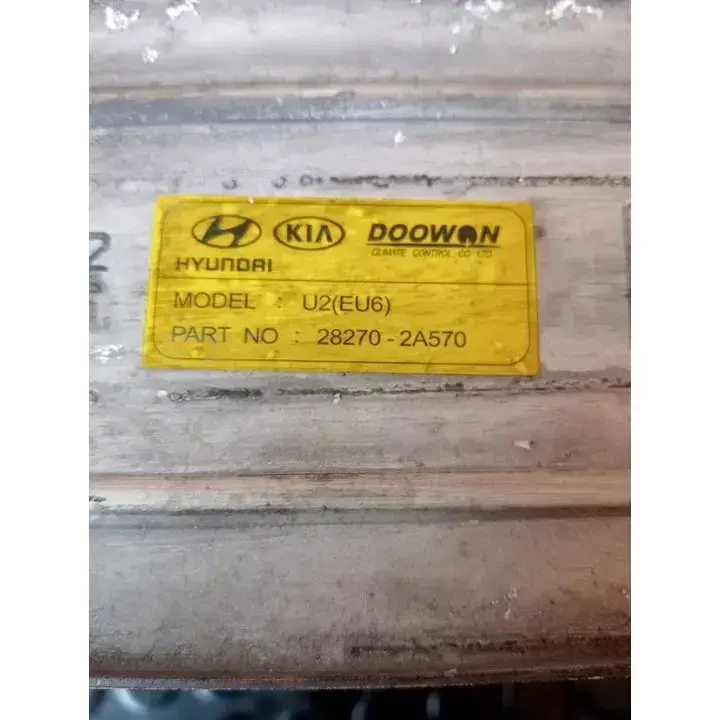 KIA DOOWON
HYUNDAI CLIMATE CONTROL CO LTD
MODEL : U2(EU6)
PART NO : 28270-2A570